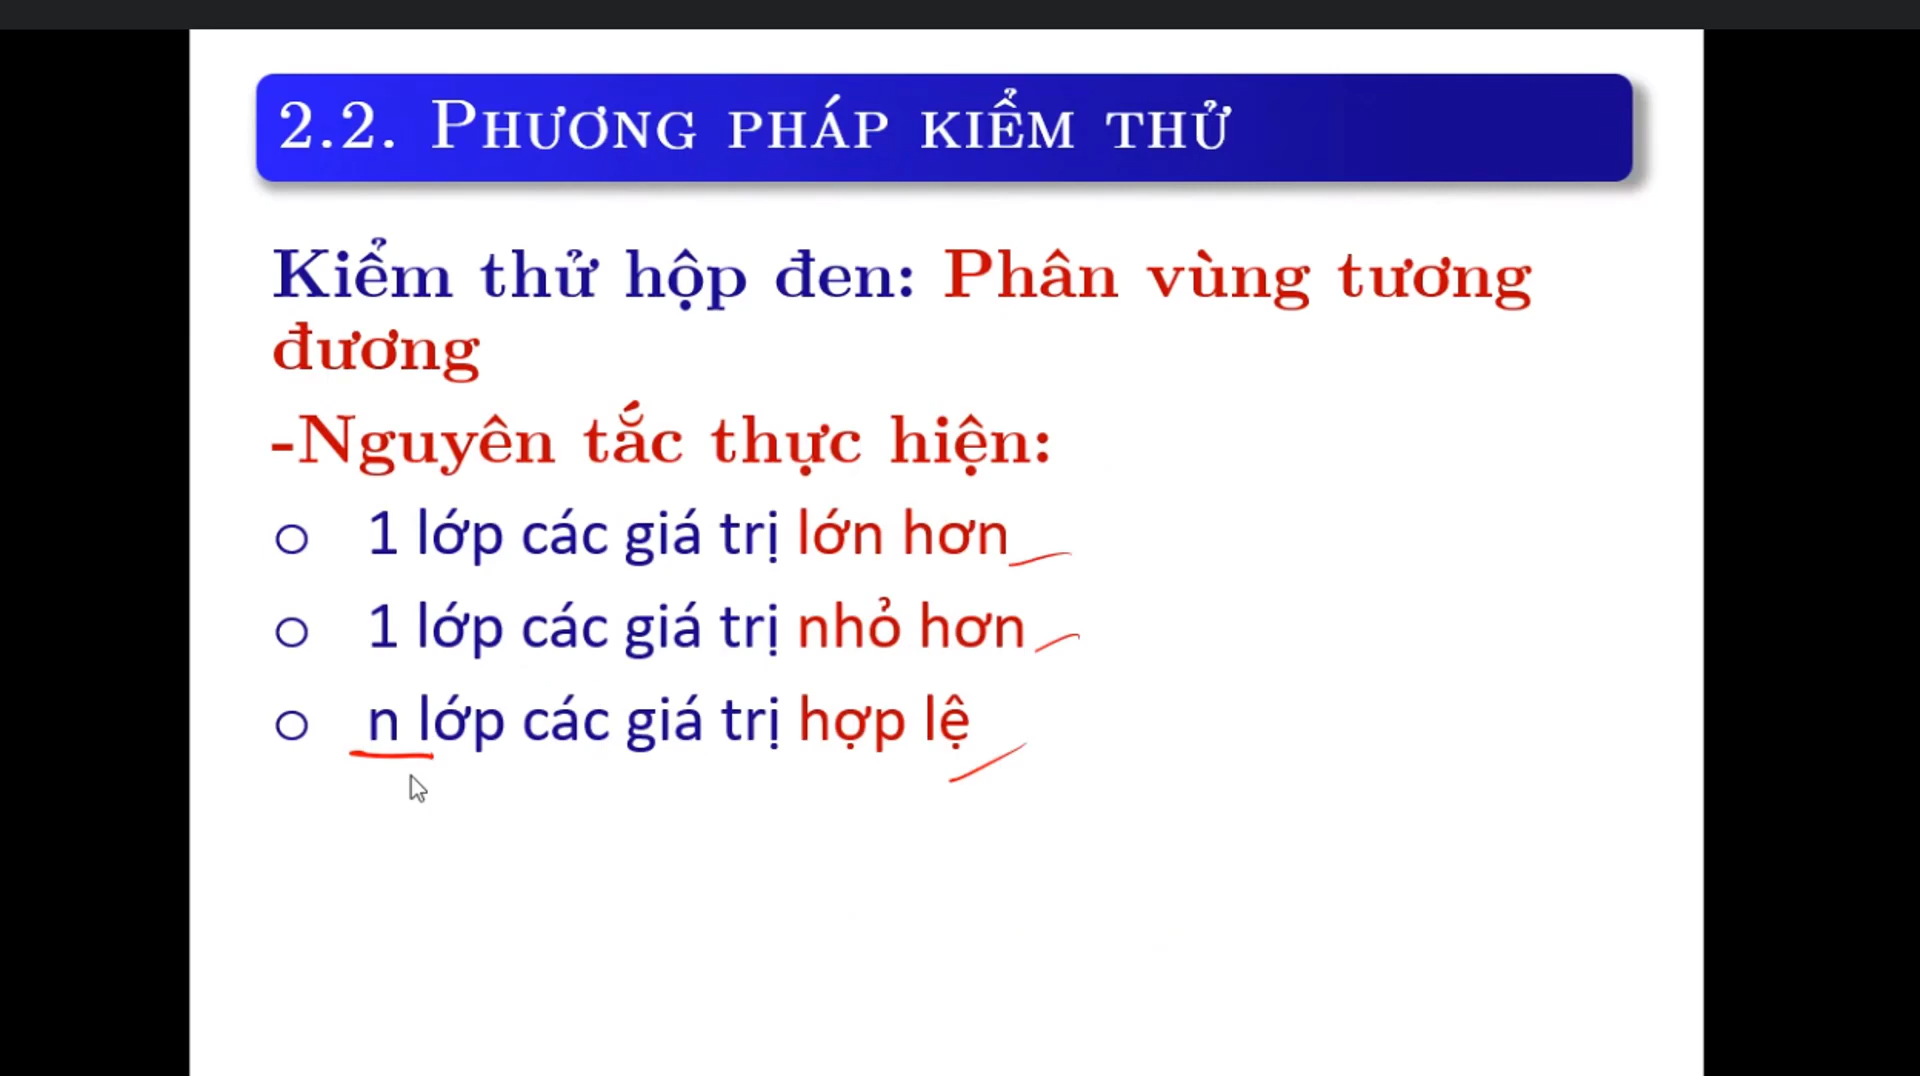 2.2. Phương pháp kiểm thử
Kiểm thử hộp đen: Phân vùng tương
đương
-Nguyên tắc thực hiện:
o 1 lớp các giá trị lớn hơn
o 1 lớp các giá trị nhỏ hơn
o n lớp các giá trị hợp lệ